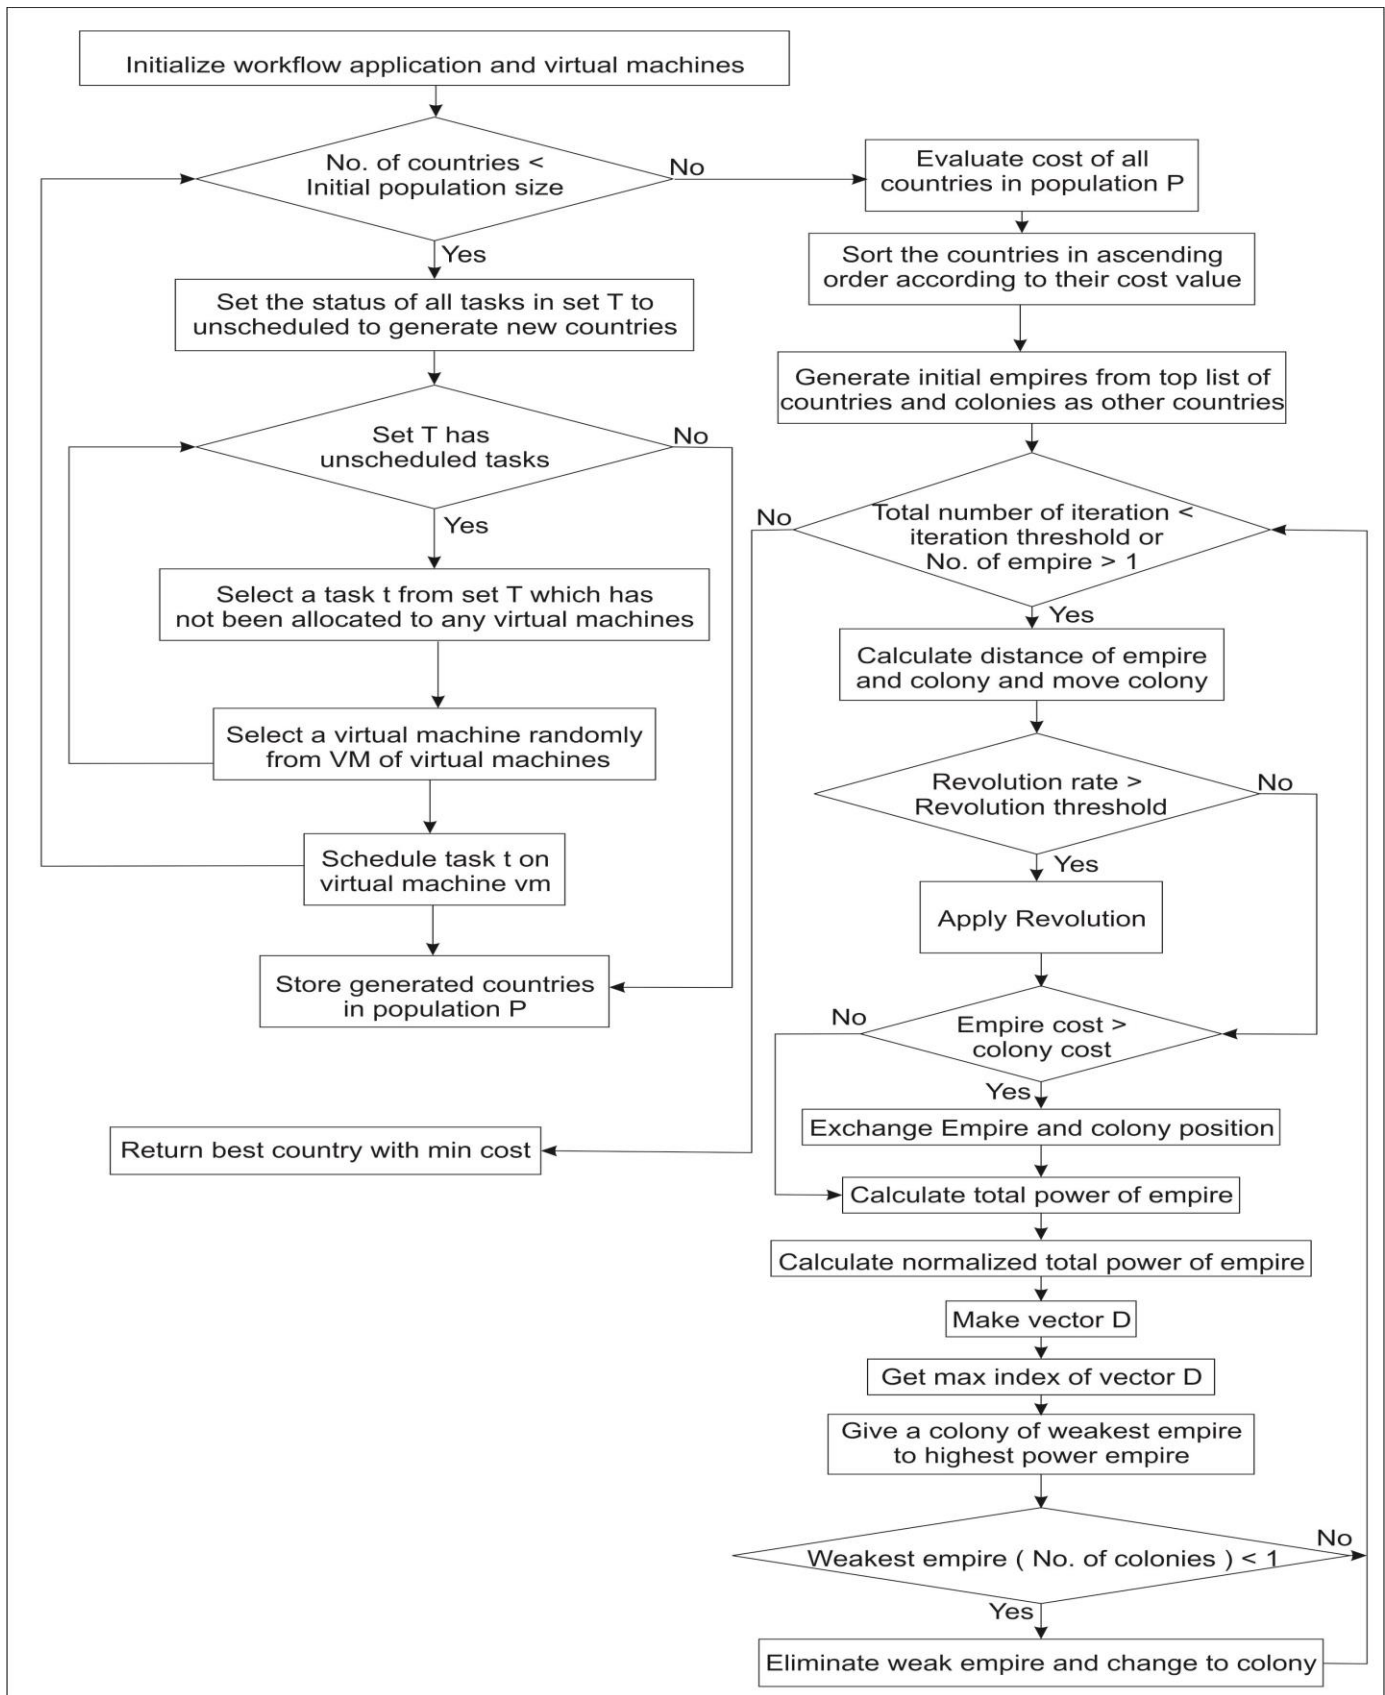 Initialize workflow application and virtual machines
No. of countries <
Initial population size
No
Yes
Set the status of all tasks in set T to
unscheduled to generate new countries
Set T has
unscheduled tasks
No
Yes
Select a task t from set T which has
not been allocated to any virtual machines
Select a virtual machine randomly
from VM of virtual machines
Schedule task t on
virtual machine vm
Store generated countries
in population P
Return best country with min cost
Evaluate cost of all
countries in population P
Sort the countries in ascending
order according to their cost value
Generate initial empires from top list of
countries and colonies as other countries
No
Total number of iteration <
iteration threshold or
No. of empire > 1
Yes
Calculate distance of empire
and colony and move colony
Revolution rate >
Revolution threshold
No
Yes
Apply Revolution
No
Empire cost >
colony cost
Yes
Exchange Empire and colony position
Calculate total power of empire
Calculate normalized total power of empire
Make vector D
Get max index of vector D
Give a colony of weakest empire
to highest power empire
Weakest empire ( No. of colonies ) < 1
No
Yes
Eliminate weak empire and change to colony